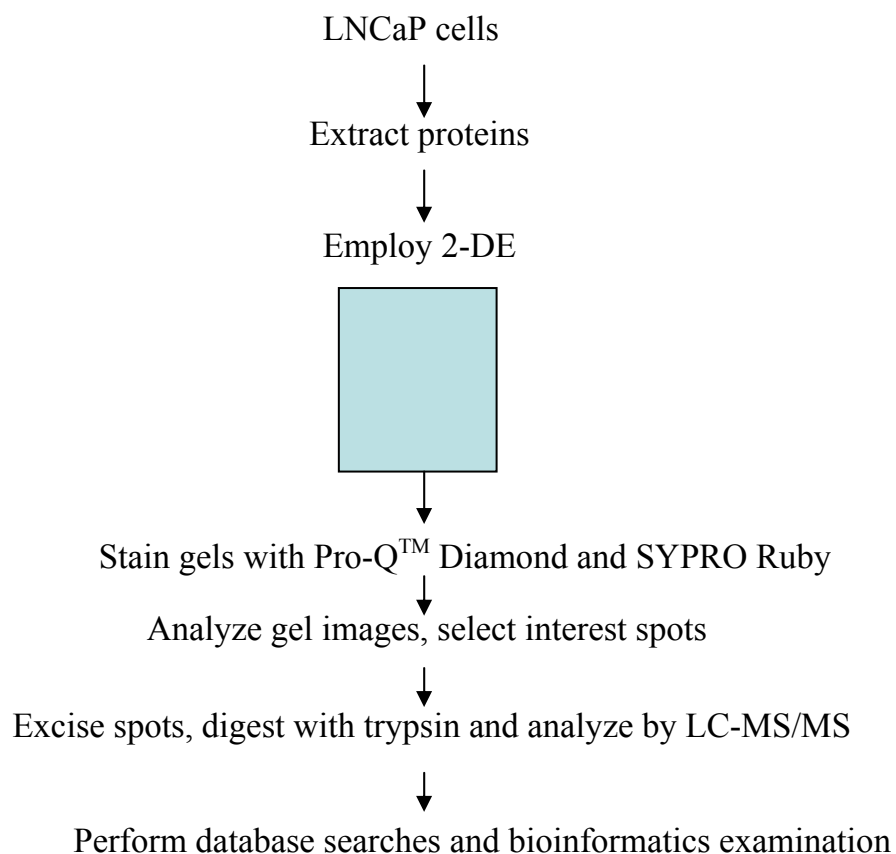 LNCaP cells
Extract proteins
Employ 2-DE
Stain gels with Pro-Q™ Diamond and SYPRO Ruby
Analyze gel images, select interest spots
Excise spots, digest with trypsin and analyze by LC-MS/MS
Perform database searches and bioinformatics examination